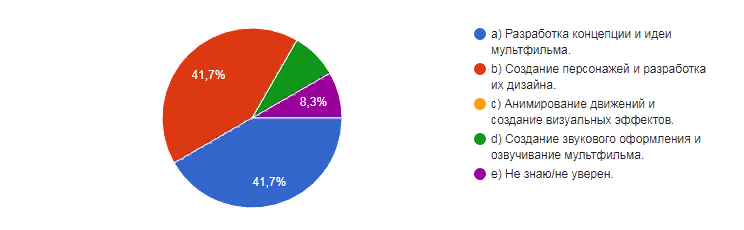 41,7%
8,3%
41,7%
a) Разработка концепции и идеи
мультфильма.
b) Создание персонажей и разработка
их дизайна.
c) Анимирование движений и
создание визуальных эффектов.
d) Создание звукового оформления и
озвучивание мультфильма.
e) Не знаю/не уверен.